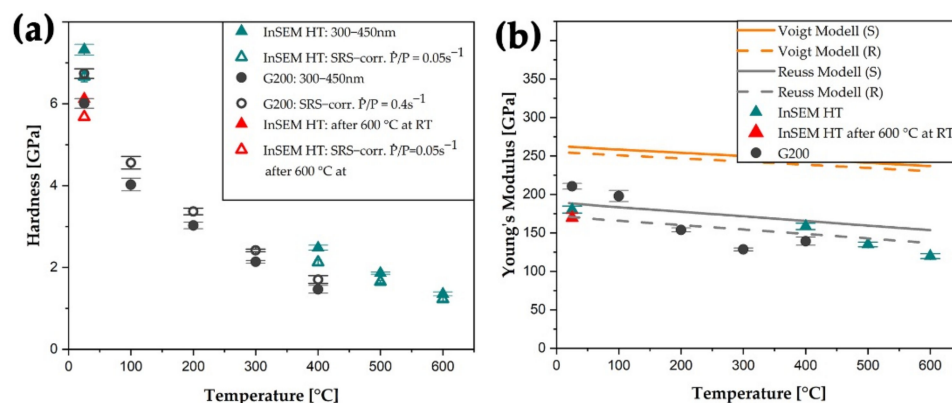 (a)
InSEM HT: 300–450nm
InSEM HT: SRS–corr. Ṗ/P = 0.05s⁻¹
G200: 300–450nm
G200: SRS–corr. Ṗ/P = 0.4s⁻¹
InSEM HT: after 600 °C at RT
InSEM HT: SRS–corr. Ṗ/P=0.05s⁻¹
after 600 °C at
Hardness [GPa]
8
6
4
2
0
0 100 200 300 400 500 600
Temperature [°C]
(b)
Voigt Modell (S)
Voigt Modell (R)
Reuss Modell (S)
Reuss Modell (R)
InSEM HT
InSEM HT after 600 °C at RT
G200
Young's Modulus [GPa]
350
300
250
200
150
100
50
0
0 100 200 300 400 500 600
Temperature [°C]